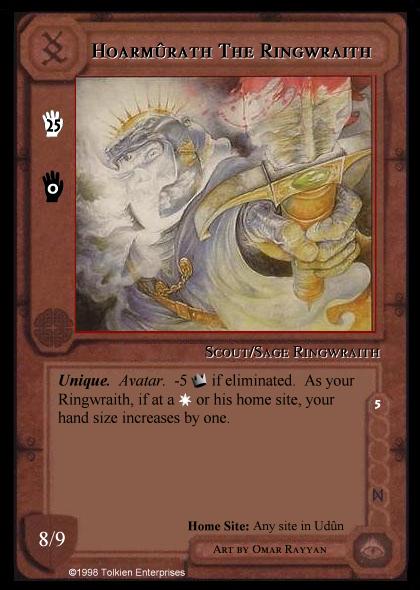 Hoarmûrath The Ringwraith
25
0
Scout/Sage Ringwraith
Unique. Avatar. -5 if eliminated. As your
Ringwraith, if at a or his home site, your
hand size increases by one.
5
Home Site: Any site in Udûn
8/9
Art by Omar Rayyan
©1998 Tolkien Enterprises